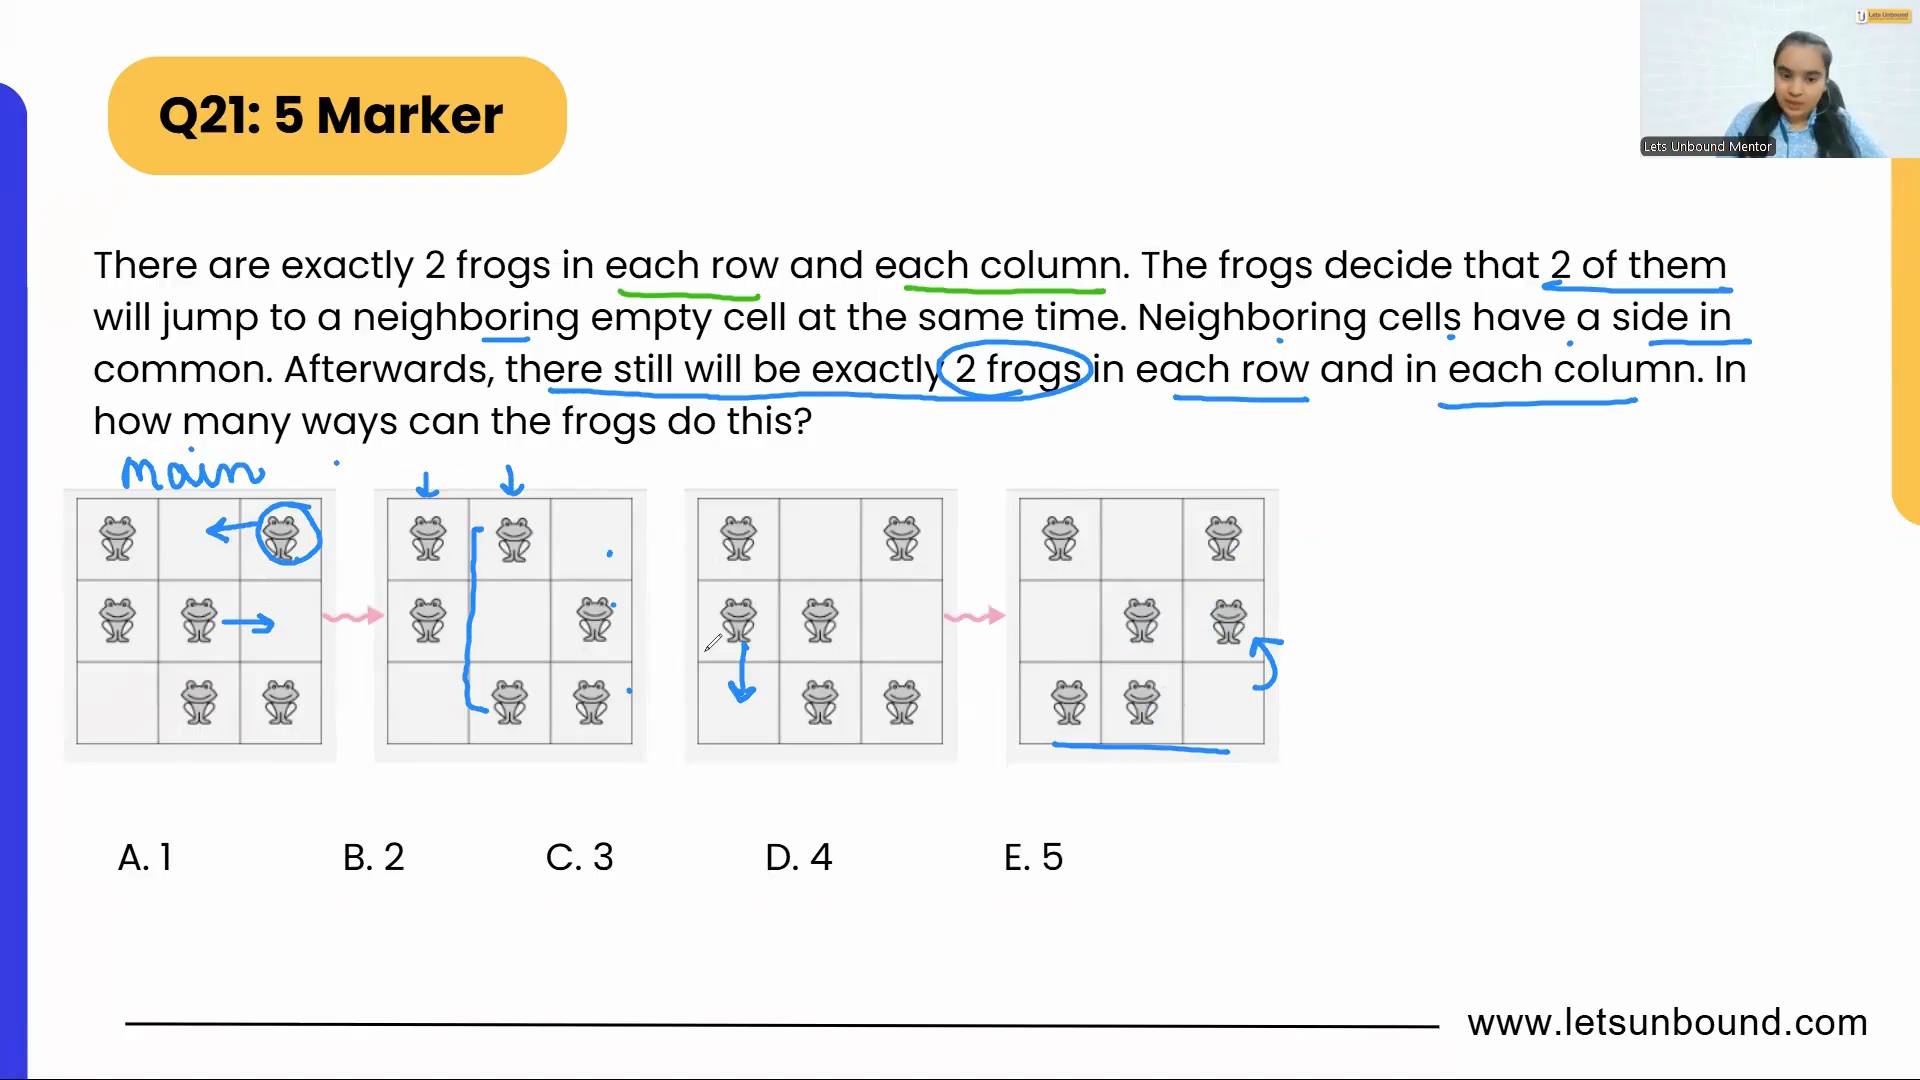 Lets Unbound
Lets Unbound Mentor
Q21: 5 Marker
There are exactly 2 frogs in each row and each column. The frogs decide that 2 of them
will jump to a neighboring empty cell at the same time. Neighboring cells have a side in
common. Afterwards, there still will be exactly 2 frogs in each row and in each column. In
how many ways can the frogs do this?
main
A. 1 B. 2 C. 3 D. 4 E. 5
www.letsunbound.com